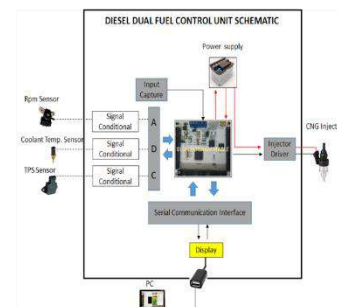 DIESEL DUAL FUEL CONTROL UNIT SCHEMATIC
Power supply
Input
Capture
Rpm Sensor
Signal
Conditional
A
Coolant Temp. Sensor
Signal
Conditional
D
TPS Sensor
Signal
Conditional
C
Injector
Driver
CNG Inject
Serial Communication Interface
Display
PC